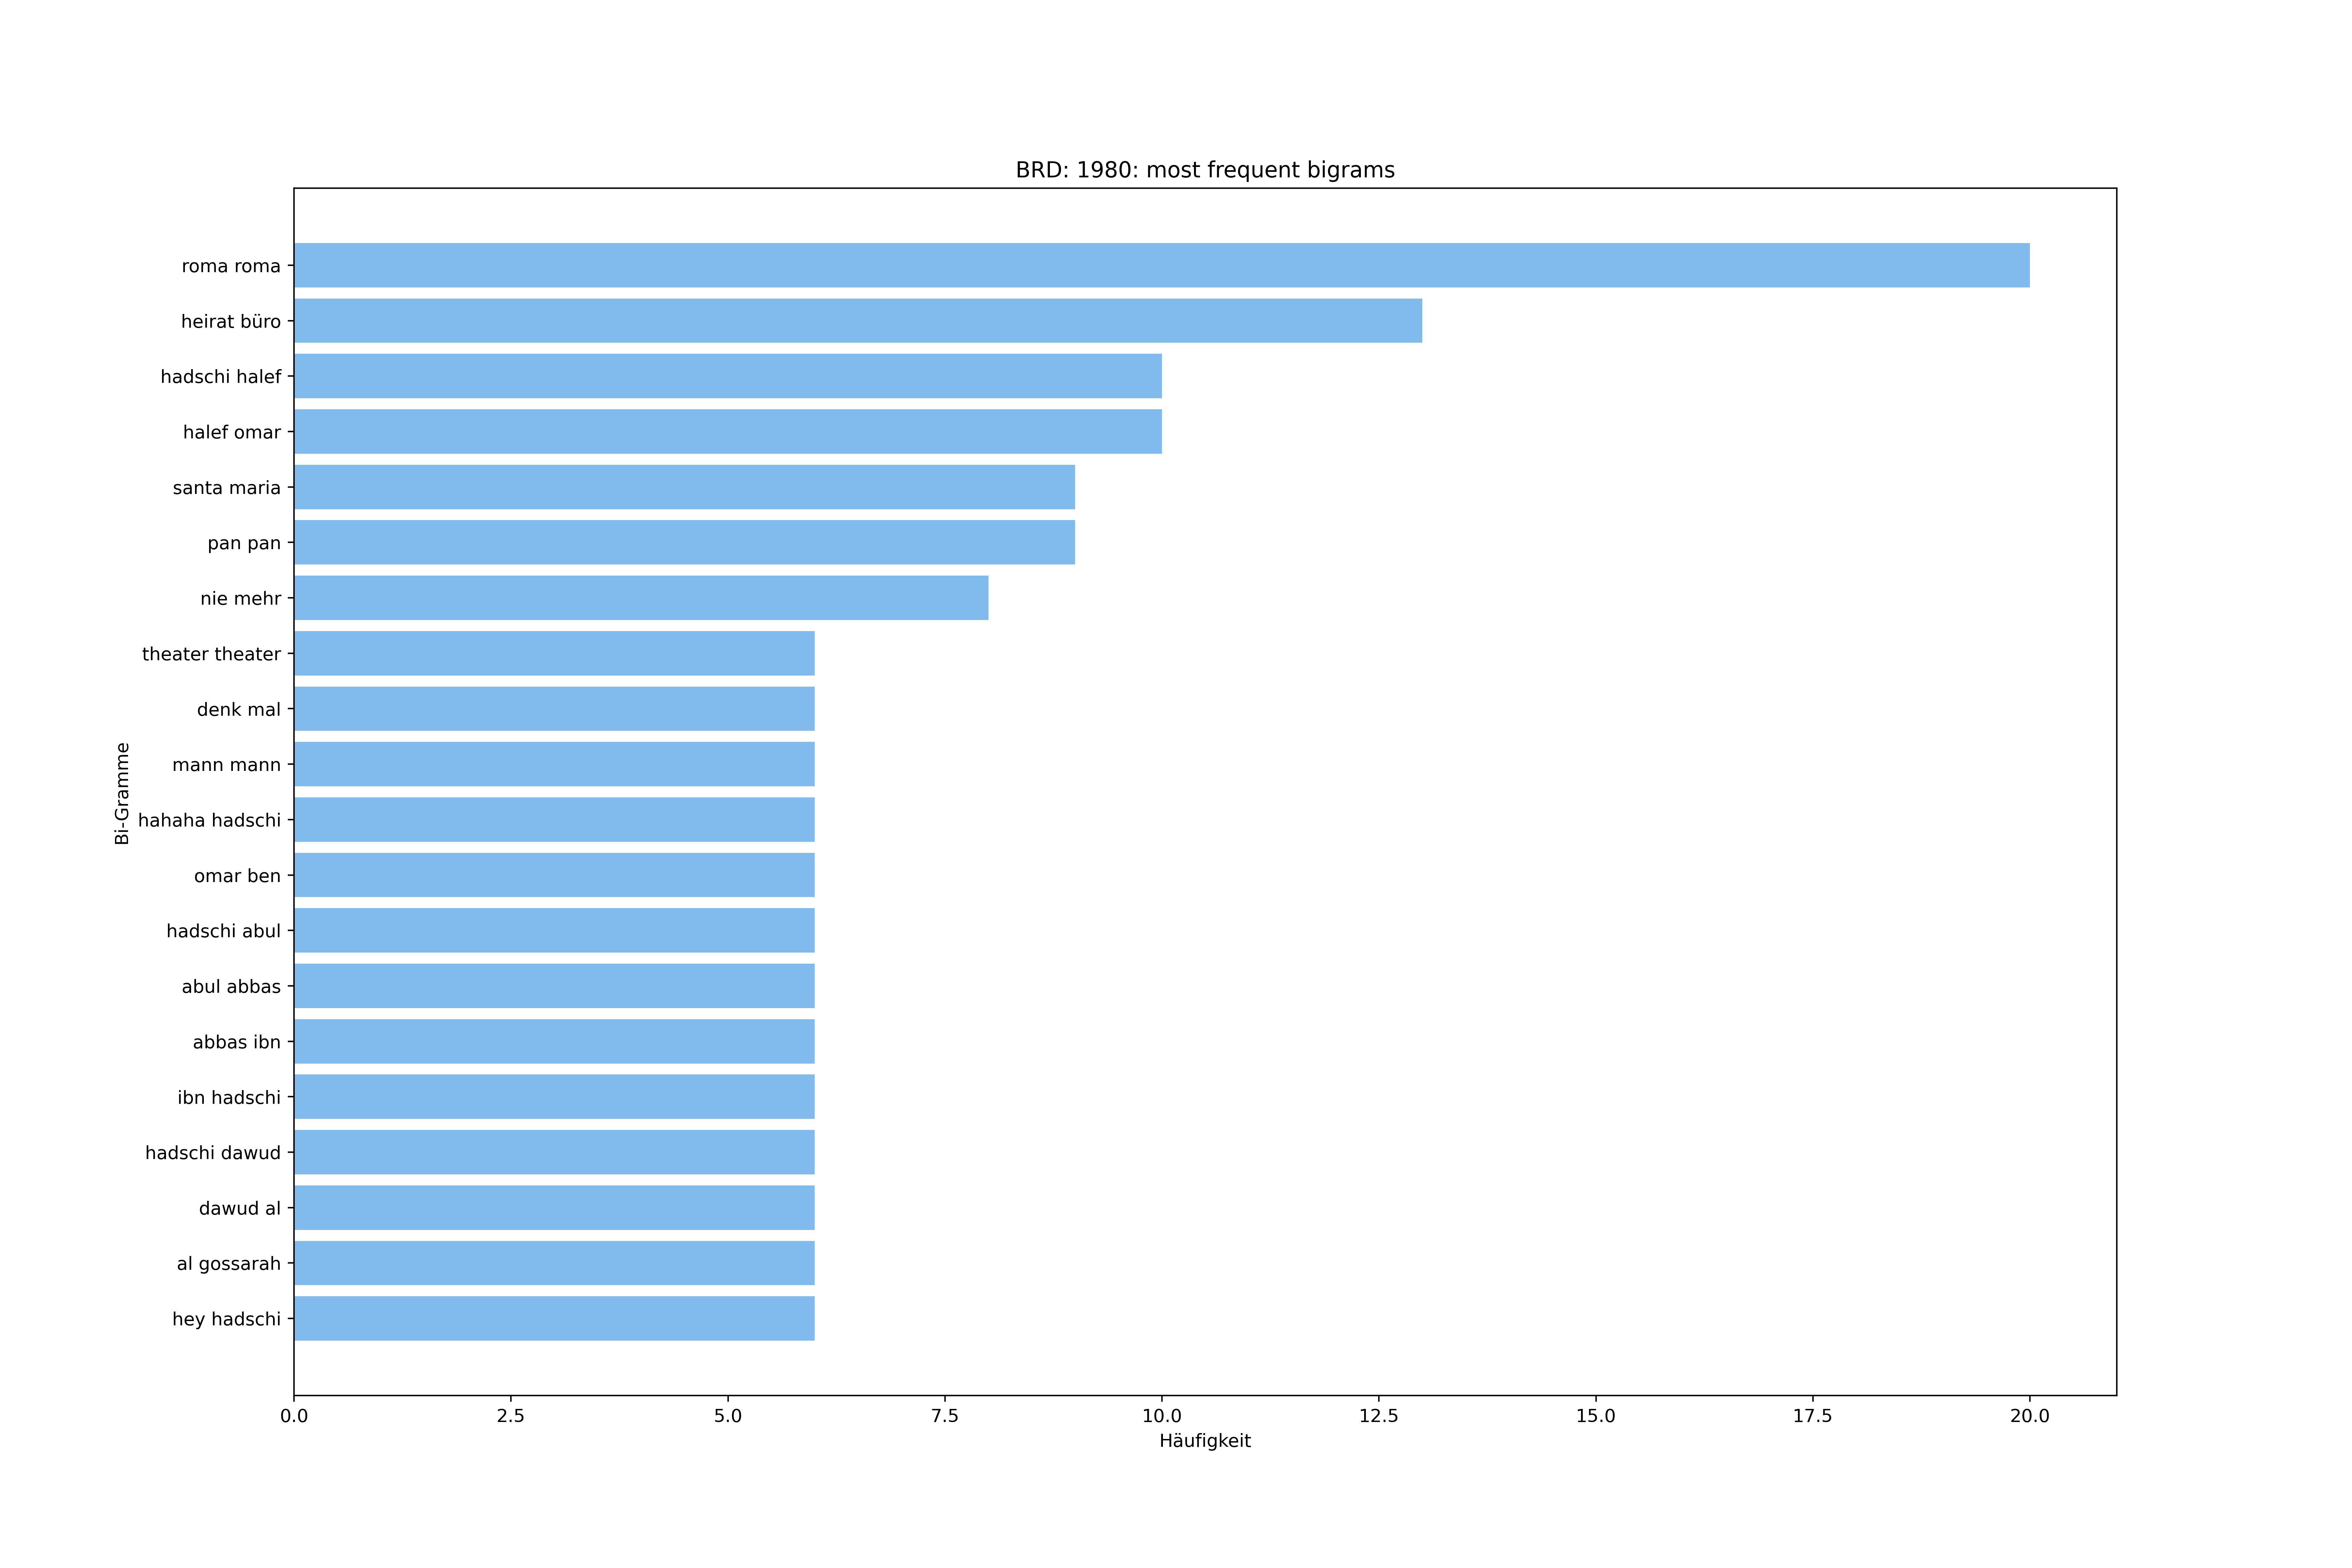 BRD: 1980: most frequent bigrams
roma roma
heirat büro
hadschi halef
halef omar
santa maria
pan pan
nie mehr
theater theater
denk mal
mann mann
hahaha hadschi
omar ben
hadschi abul
abul abbas
abbas ibn
ibn hadschi
hadschi dawud
dawud al
al gossarah
hey hadschi
Bi-Gramme
0.0 2.5 5.0 7.5 10.0 12.5 15.0 17.5 20.0
Häufigkeit